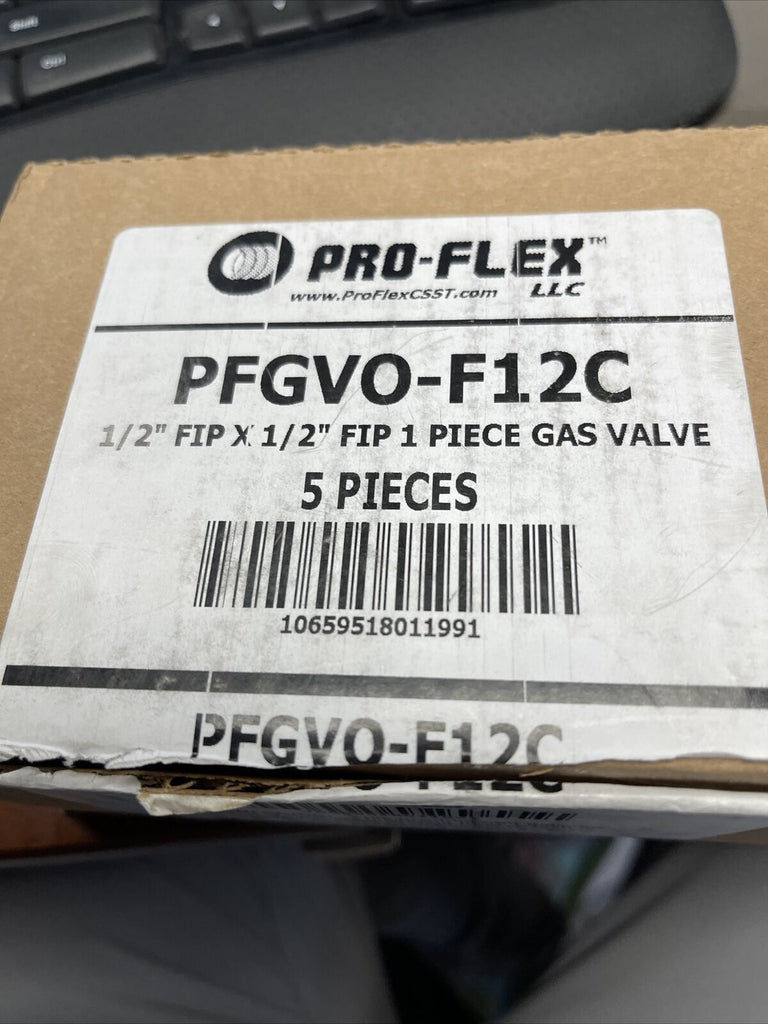 PRO-FLEX™
www.ProFlexCSST.com LLC
PFGVO-F12C
1/2" FIP X 1/2" FIP 1 PIECE GAS VALVE
5 PIECES
10659518011991
PFGVO-F12C